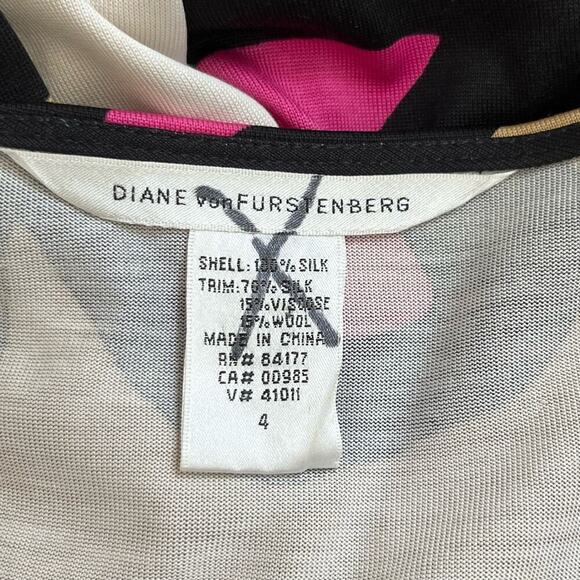 DIANE von FURSTENBERG
SHELL: 100% SILK
TRIM: 70% SILK
15% VISCOSE
15% WOOL
MADE IN CHINA
RN# 84177
CA# 00985
V# 41011
4